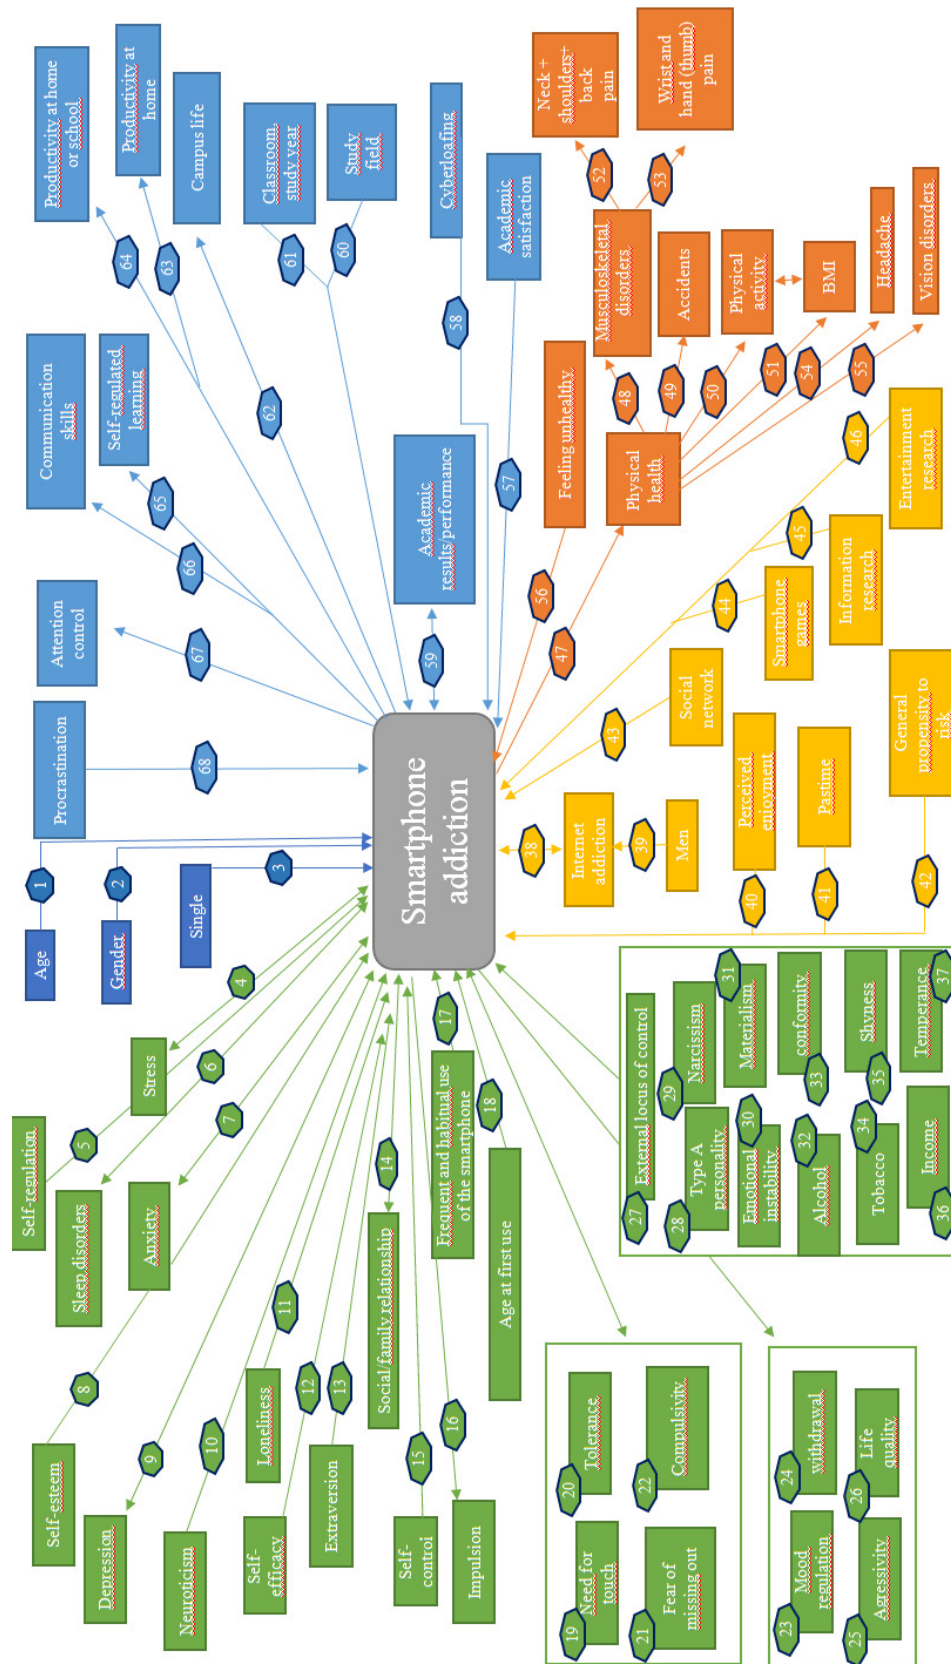 Age
1
Gender
2
Single
3
Stress
4
Self-regulation
5
Sleep disorders
6
Anxiety
7
Self-esteem
8
Depression
9
Neuroticism
10
Loneliness
11
Self-
efficacy
12
Extraversion
13
Social/family relationship
14
Self-
control
15
Impulsion
16
Frequent and habitual use
of the smartphone
17
Age at first use
18
19
Need for
touch
20
Tolerance
21
Fear of
missing out
22
Compulsivity
23
Mood
regulation
24
withdrawal
25
Agressivity
26
Life
quality
27
External locus of control
28
Type A
personality
29
Narcissism
30
Emotional
instability
31
Materialism
32
Alcohol
33
conformity
34
Tobacco
35
Shyness
36
Income
37
Temperance
Smartphone
addiction
38
Internet
addiction
39
Men
40
Perceived
enjoyment
41
Pastime
42
General
propensity to
risk
43
Social
network
44
Smartphone
games
45
Information
research
46
Entertainment
research
47
Physical
health
48
Musculoskeletal
disorders
49
Accidents
50
Physical
activity
51
BMI
52
Neck +
shoulders+
back
pain
53
Wrist and
hand (thumb)
pain
54
Headache
55
Vision disorders
56
Feeling unhealthy
57
Academic
satisfaction
58
Cyberloafing
59
Academic
results/performance
60
Study
field
61
Classroom,
study year
62
Campus life
63
Productivity at
home
64
Productivity at home
or school
65
Self-regulated
learning
66
Communication
skills
67
Attention
control
68
Procrastination